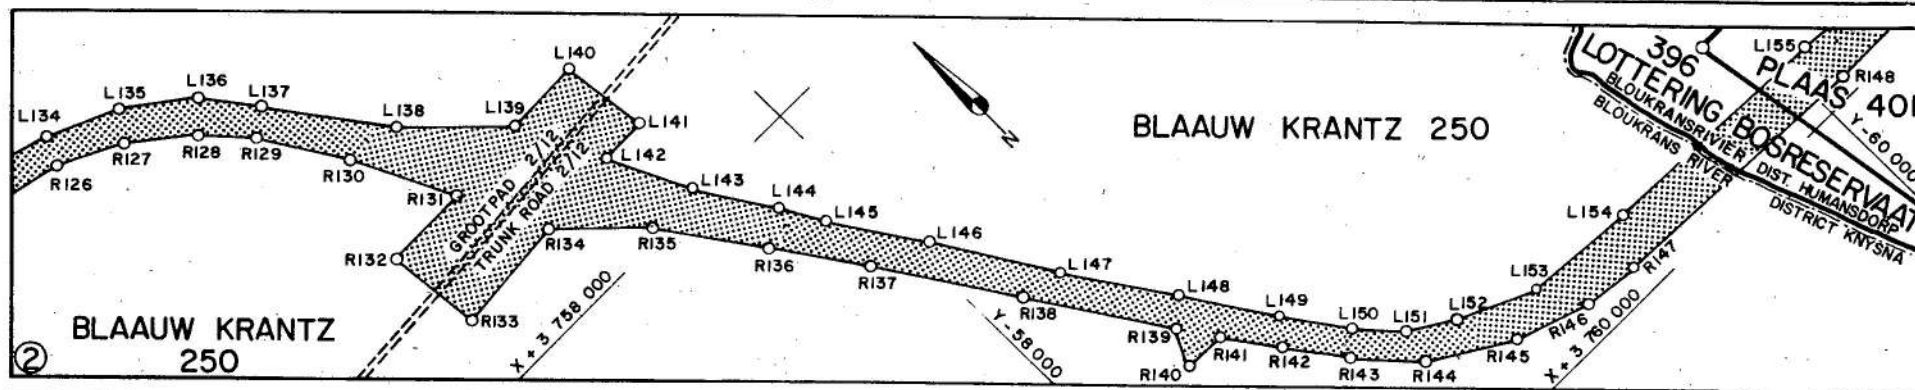 L134
L135
L136
L137
L138
L139
L140
L141
L142
L143
L144
L145
L146
L147
L148
L149
L150
L151
L152
L153
L154
L155
R126
R127
R128
R129
R130
R131
R132
R133
R134
R135
R136
R137
R138
R139
R140
R141
R142
R143
R144
R145
R146
R147
R148
GROOTPAD 2/12
TRUNK ROAD 2/12
N
BLAAUW KRANTZ 250
396
LOTTERING BOSRESERVAAT
PLAAS 401
BLOUKRANSRIVIER
BLOUKRANS RIVER
DIST. HUMANSDORP
DISTRICT KNYSNA
Y-60 000
BLAAUW KRANTZ
250
2
X + 3 758 000
Y-58 000
X + 3 760 000